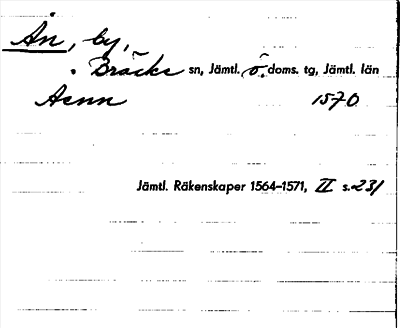 Ån, by,
Bräcke sn, Jämtl. ö. doms. tg, Jämtl. län
Aenn 1570
Jämtl. Räkenskaper 1564–1571, II s. 231